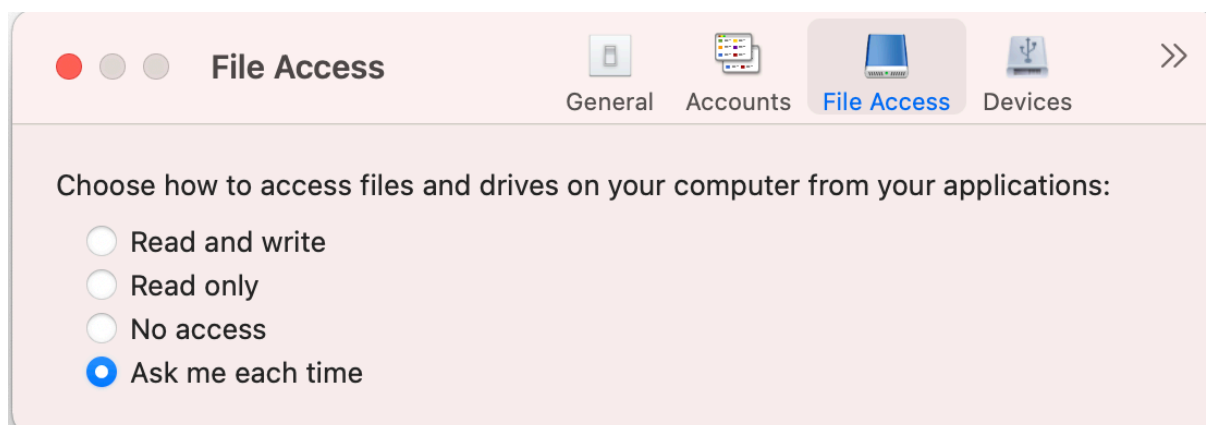 File Access
General Accounts File Access Devices
Choose how to access files and drives on your computer from your applications:
Read and write
Read only
No access
Ask me each time